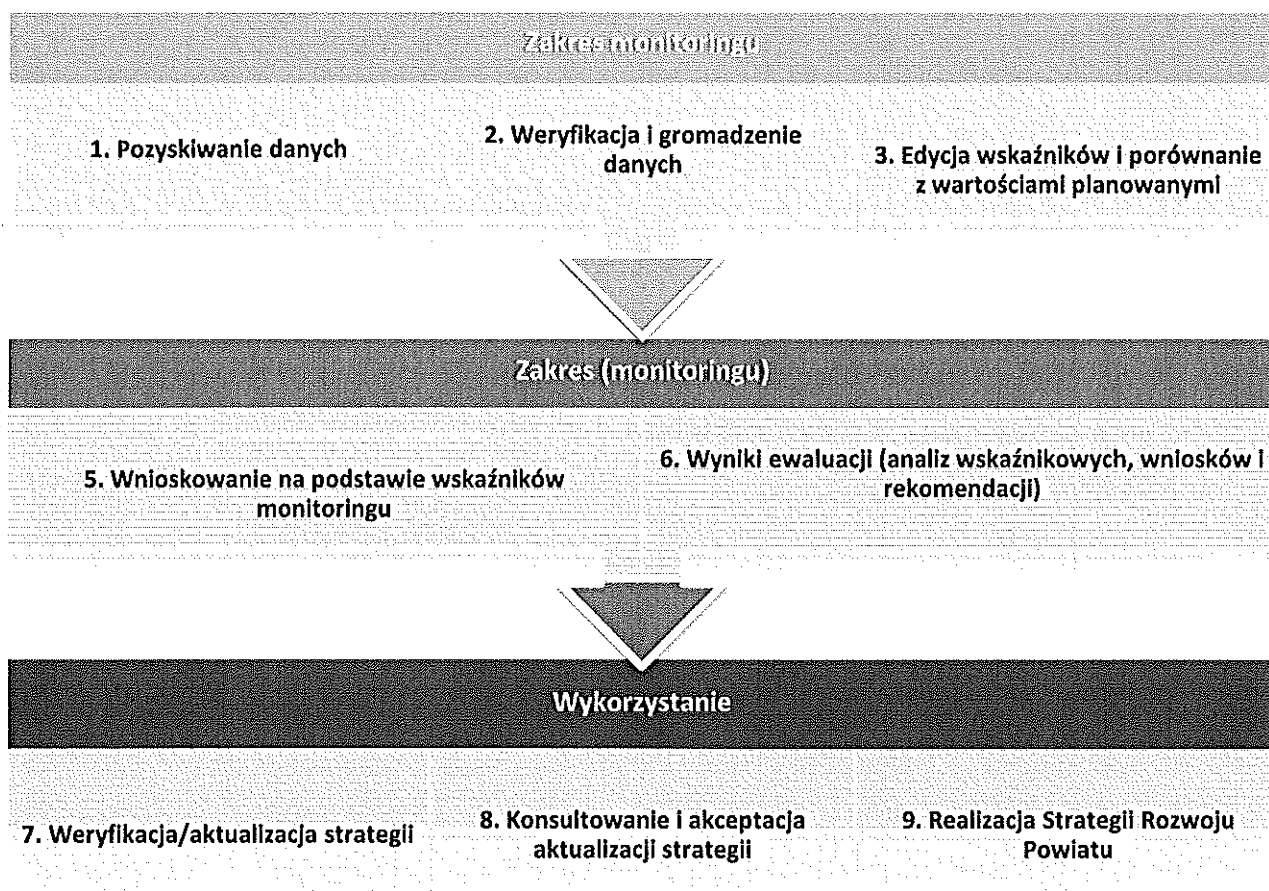 Zakres monitoringu
1. Pozyskiwanie danych
2. Weryfikacja i gromadzenie
danych
3. Edycja wskaźników i porównanie
z wartościami planowanymi
Zakres (monitoringu)
5. Wnioskowanie na podstawie wskaźników
monitoringu
6. Wyniki ewaluacji (analiz wskaźnikowych, wniosków i
rekomendacji)
Wykorzystanie
7. Weryfikacja/aktualizacja strategii
8. Konsultowanie i akceptacja
aktualizacji strategii
9. Realizacja Strategii Rozwoju
Powiatu